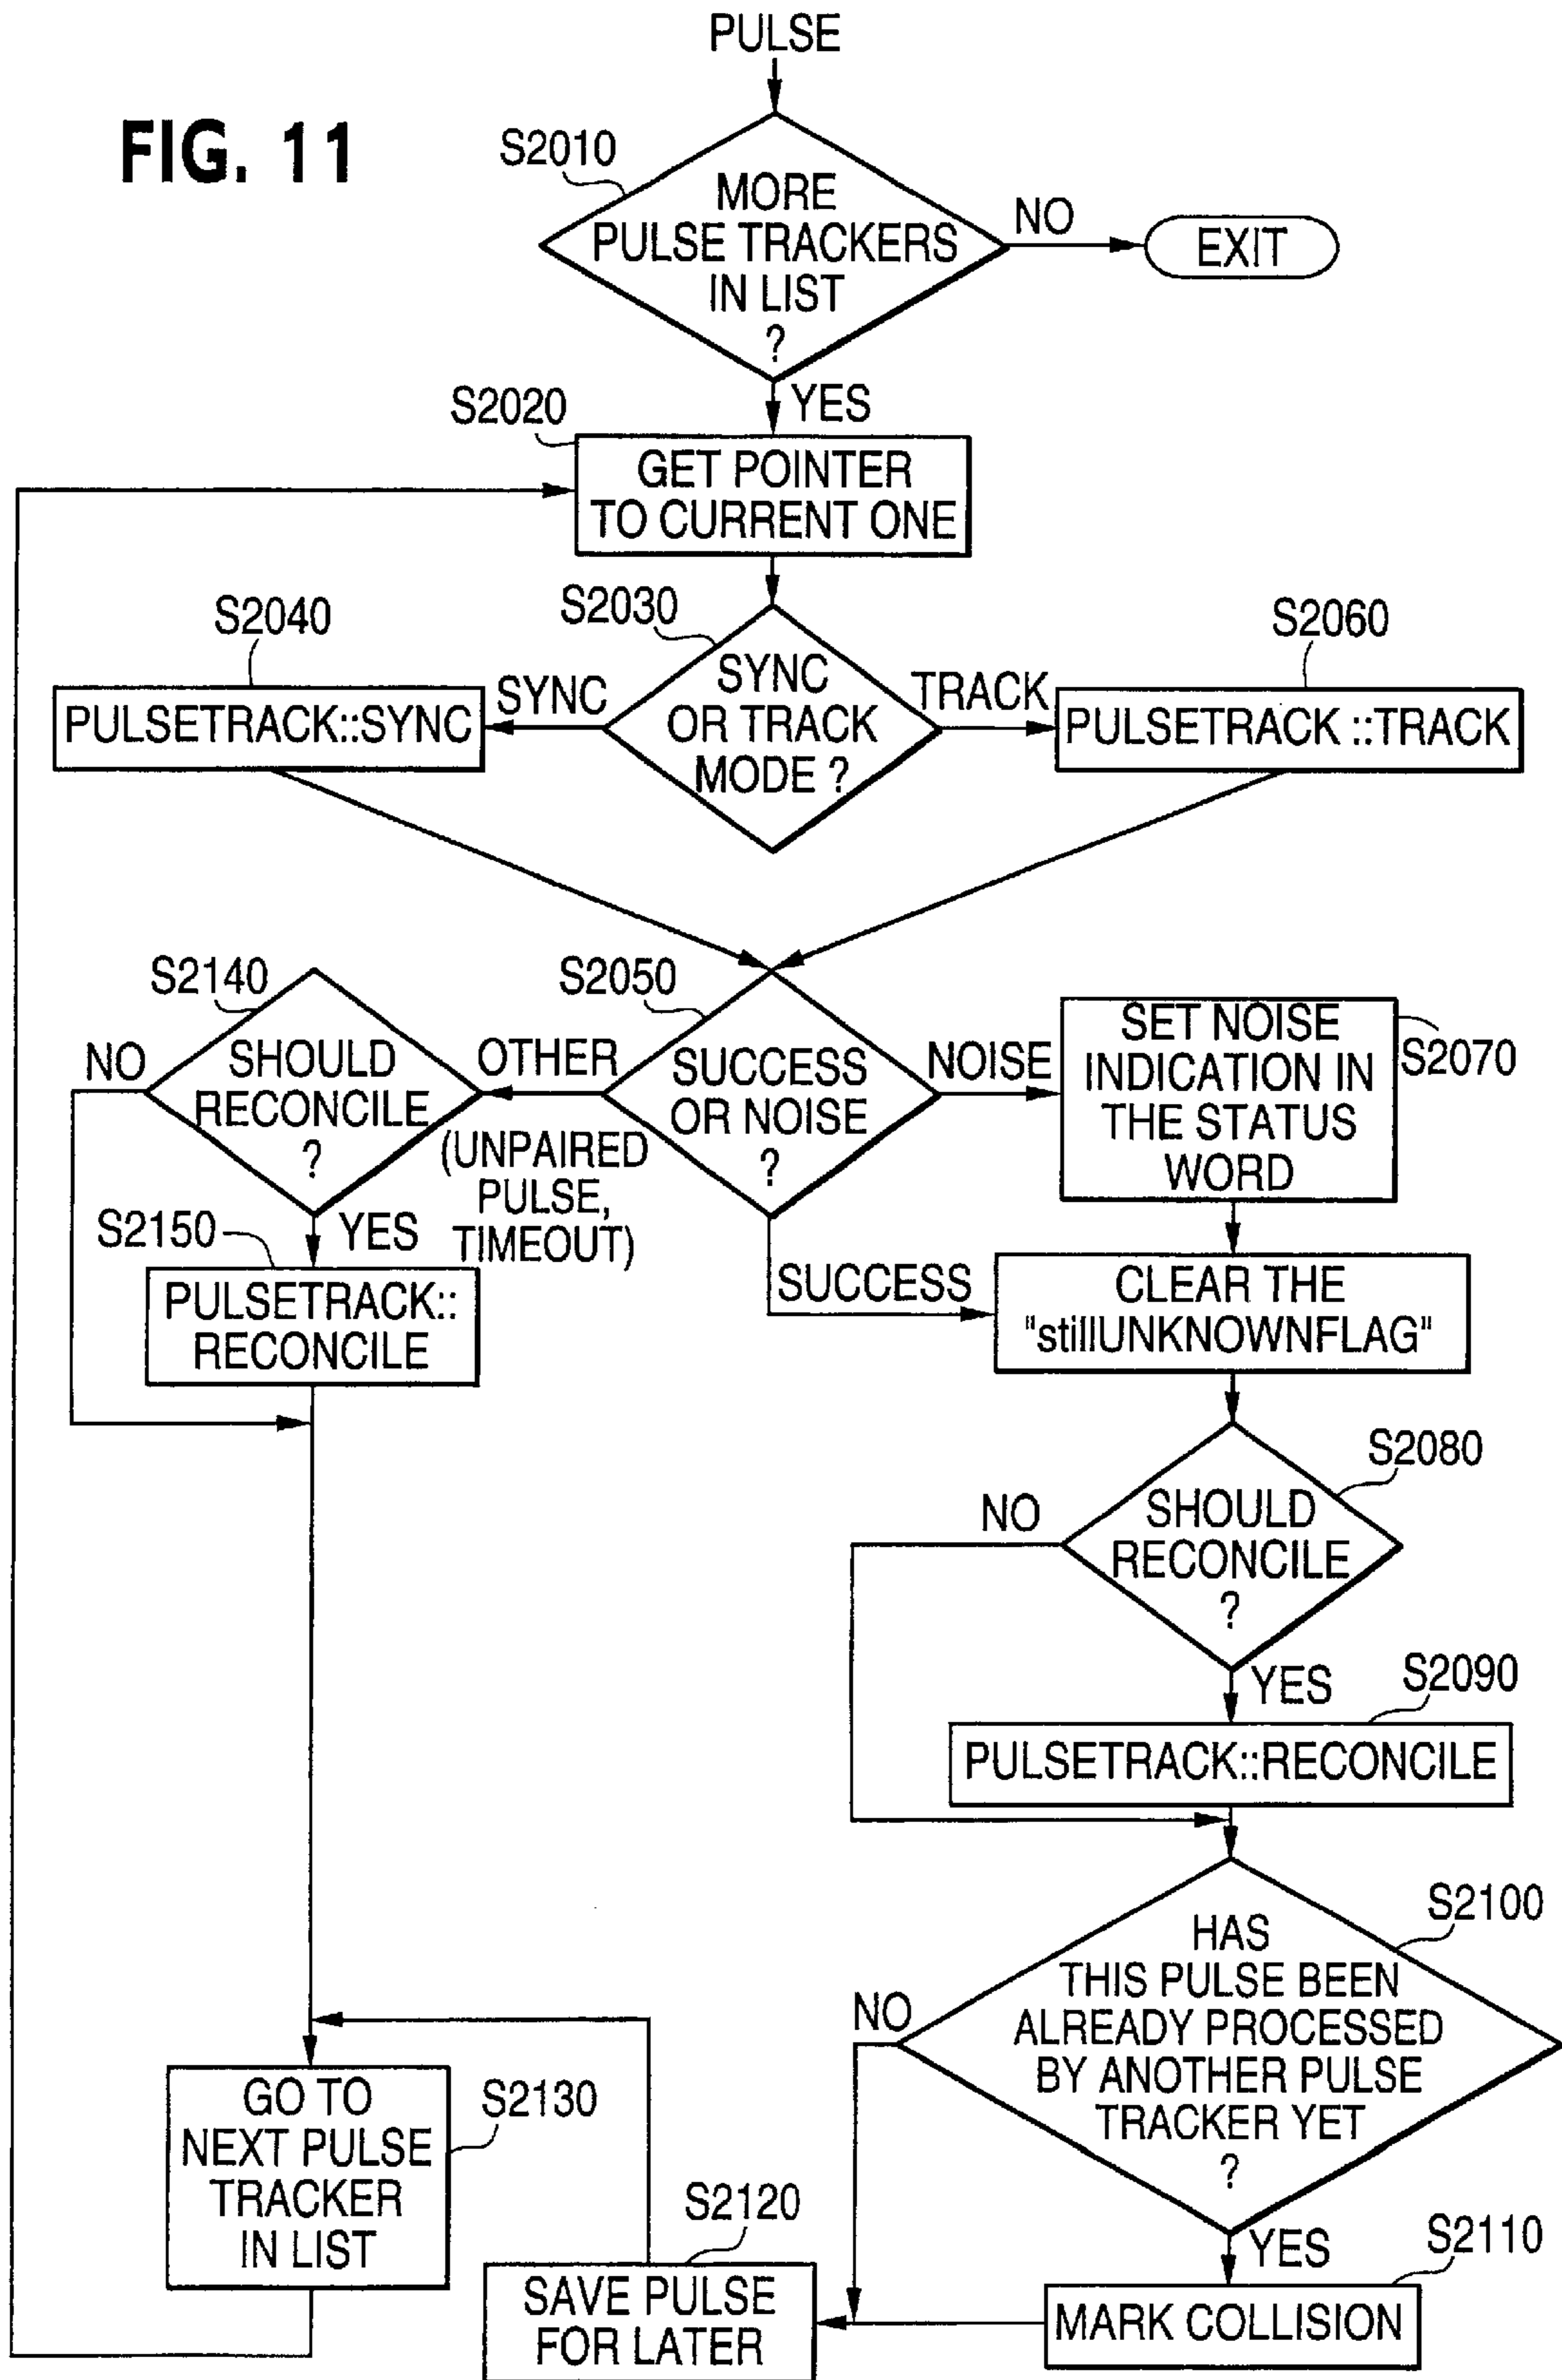 PULSE
FIG. 11
S2010
MORE
PULSE TRACKERS
IN LIST
?
NO
EXIT
YES
S2020
GET POINTER
TO CURRENT ONE
S2030
SYNC
OR TRACK
MODE ?
SYNC
S2040
PULSETRACK::SYNC
TRACK
S2060
PULSETRACK ::TRACK
S2050
SUCCESS
OR NOISE
?
OTHER
(UNPAIRED
PULSE,
TIMEOUT)
S2140
SHOULD
RECONCILE
?
NO
YES
S2150
PULSETRACK::
RECONCILE
NOISE
SET NOISE
INDICATION IN
THE STATUS
WORD
S2070
SUCCESS
CLEAR THE
"stillUNKNOWNFLAG"
S2080
SHOULD
RECONCILE
?
NO
YES
S2090
PULSETRACK::RECONCILE
S2100
HAS
THIS PULSE BEEN
ALREADY PROCESSED
BY ANOTHER PULSE
TRACKER YET
?
NO
YES
S2110
MARK COLLISION
S2120
SAVE PULSE
FOR LATER
GO TO
NEXT PULSE
TRACKER
IN LIST
S2130